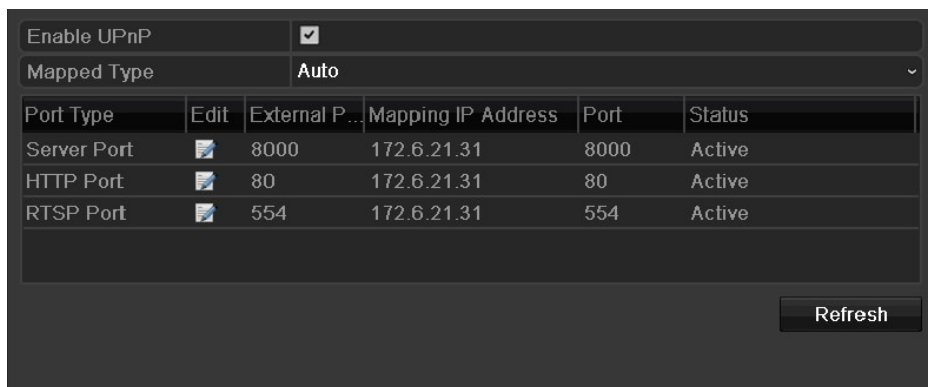 Enable UPnP
Mapped Type Auto
Port Type Edit External P... Mapping IP Address Port Status
Server Port 8000 172.6.21.31 8000 Active
HTTP Port 80 172.6.21.31 80 Active
RTSP Port 554 172.6.21.31 554 Active
Refresh